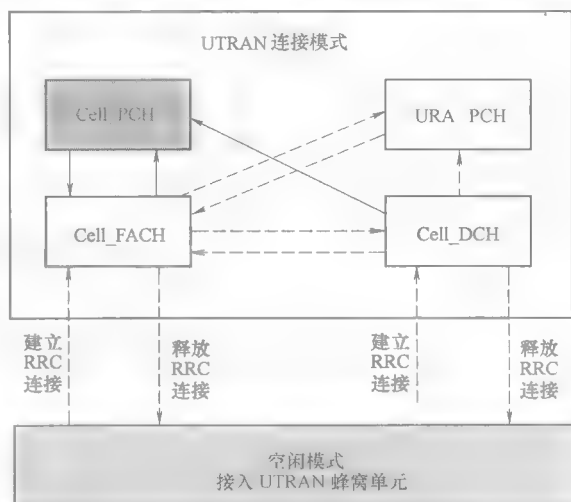 UTRAN 连接模式
Cell_PCH
URA_PCH
Cell_FACH
Cell_DCH
建立
RRC
连接
释放
RRC
连接
建立
RRC
连接
释放
RRC
连接
空闲模式
接入 UTRAN 蜂窝单元